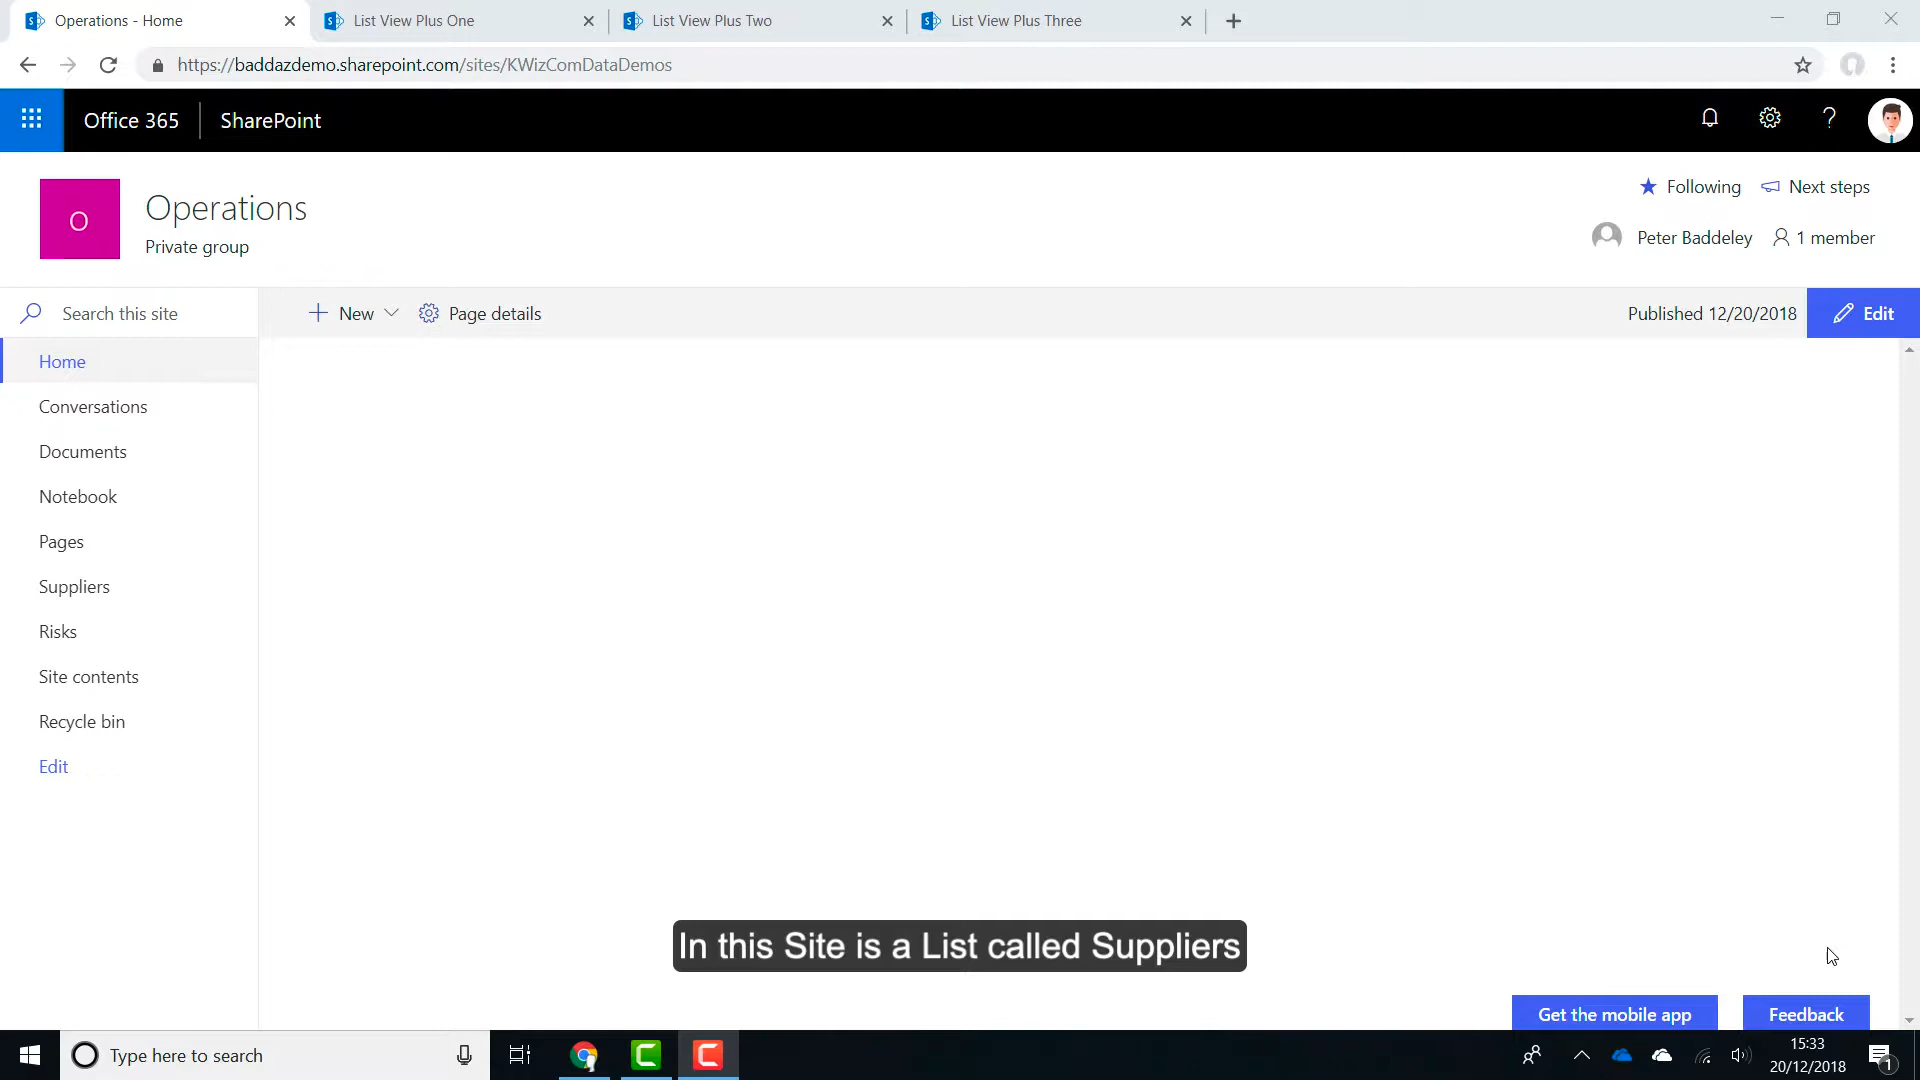 Operations - Home
List View Plus One
List View Plus Two
List View Plus Three
https://baddazdemo.sharepoint.com/sites/KWizComDataDemos
Office 365
SharePoint
O
Operations
Private group
Following
Next steps
Peter Baddeley
1 member
Search this site
New
Page details
Published 12/20/2018
Edit
Home
Conversations
Documents
Notebook
Pages
Suppliers
Risks
Site contents
Recycle bin
Edit
In this Site is a List called Suppliers
Get the mobile app
Feedback
Type here to search
15:33
20/12/2018
1